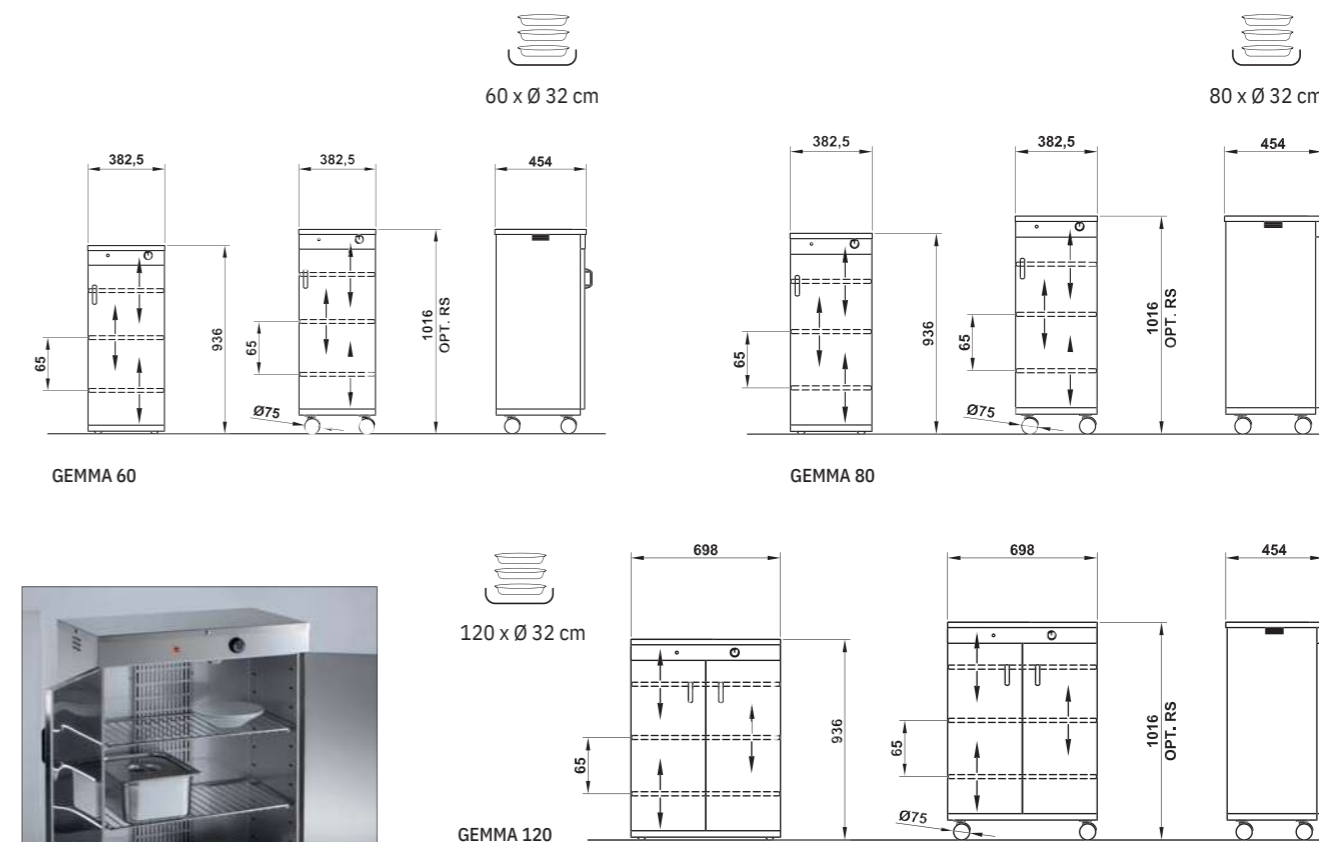 60 x Ø 32 cm
80 x Ø 32 cm
382,5
382,5
454
936
65
1016
OPT. RS
65
Ø75
GEMMA 60
382,5
382,5
454
936
65
1016
OPT. RS
65
Ø75
GEMMA 80
120 x Ø 32 cm
698
698
454
936
65
1016
OPT. RS
65
Ø75
GEMMA 120